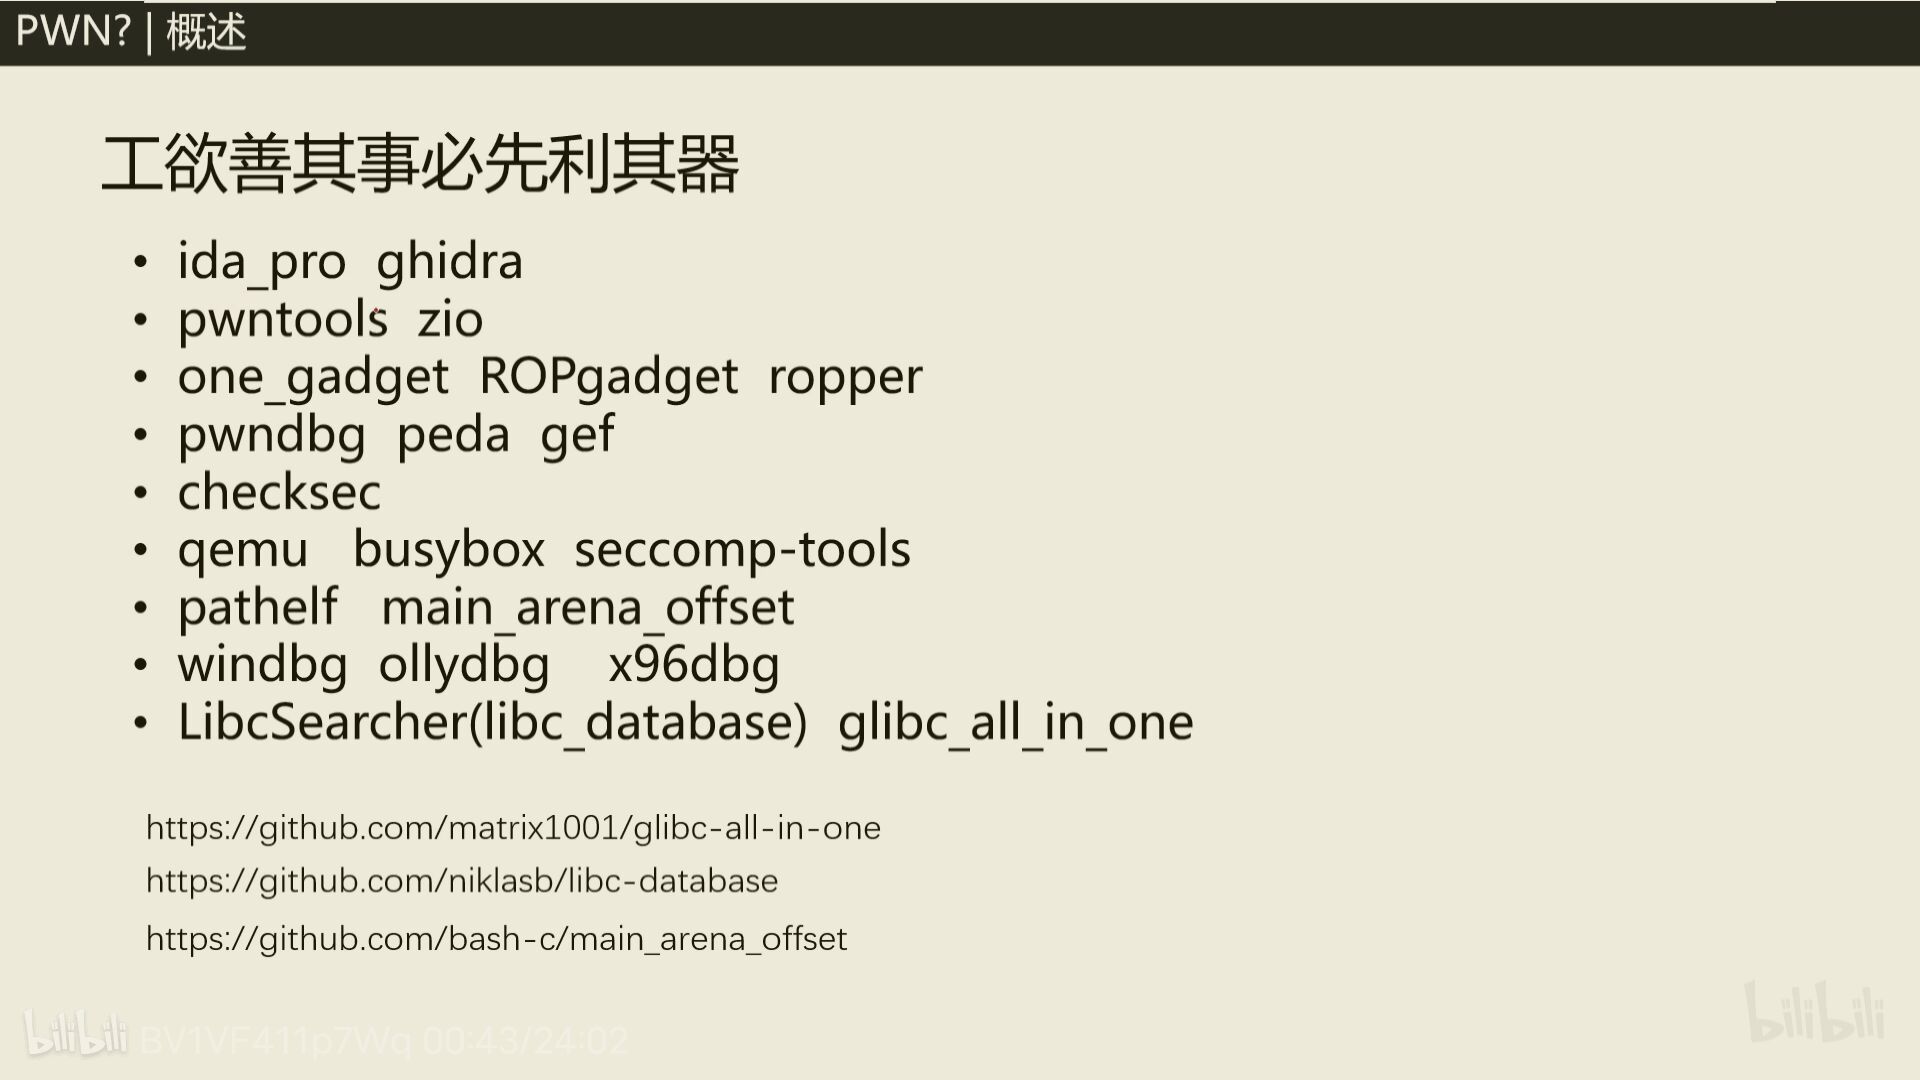 PWN? | 概述
工欲善其事必先利其器
• ida_pro ghidra
• pwntools zio
• one_gadget ROPgadget ropper
• pwndbg peda gef
• checksec
• qemu busybox seccomp-tools
• pathelf main_arena_offset
• windbg ollydbg x96dbg
• LibcSearcher(libc_database) glibc_all_in_one
https://github.com/matrix1001/glibc-all-in-one
https://github.com/niklasb/libc-database
https://github.com/bash-c/main_arena_offset
bilibili BV1VF411p7Wq 00:43/24:02
bilibili